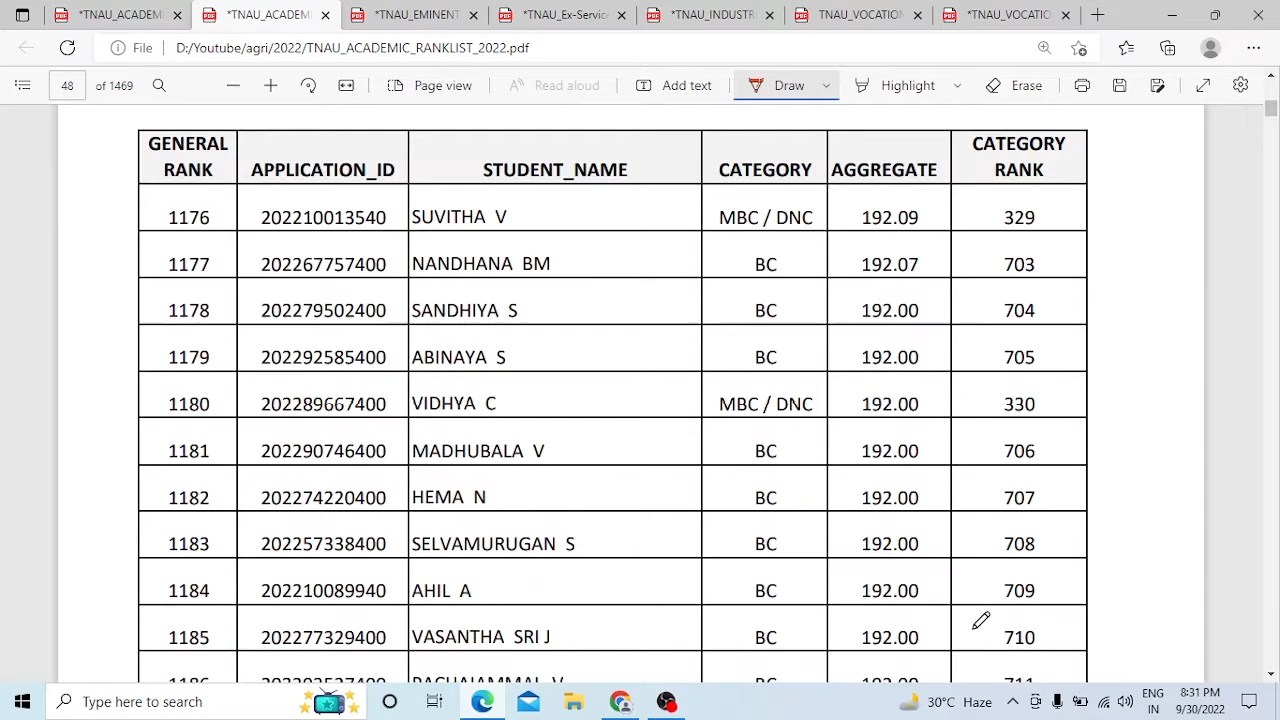 *TNAU_ACADEMI
*TNAU_ACADEMI
*TNAU_EMINENT
*TNAU_Ex-Servic
*TNAU_INDUSTRI
TNAU_VOCATION
*TNAU_VOCATIO
File D:/Youtube/agri/2022/TNAU_ACADEMIC_RANKLIST_2022.pdf
48 of 1469 Page view Read aloud Add text Draw Highlight Erase
GENERAL RANK APPLICATION_ID STUDENT_NAME CATEGORY AGGREGATE CATEGORY RANK
1176 202210013540 SUVITHA V MBC / DNC 192.09 329
1177 202267757400 NANDHANA BM BC 192.07 703
1178 202279502400 SANDHIYA S BC 192.00 704
1179 202292585400 ABINAYA S BC 192.00 705
1180 202289667400 VIDHYA C MBC / DNC 192.00 330
1181 202290746400 MADHUBALA V BC 192.00 706
1182 202274220400 HEMA N BC 192.00 707
1183 202257338400 SELVAMURUGAN S BC 192.00 708
1184 202210089940 AHIL A BC 192.00 709
1185 202277329400 VASANTHA SRI J BC 192.00 710
Type here to search
30°C Haze
ENG
IN
8:31 PM
9/30/2022